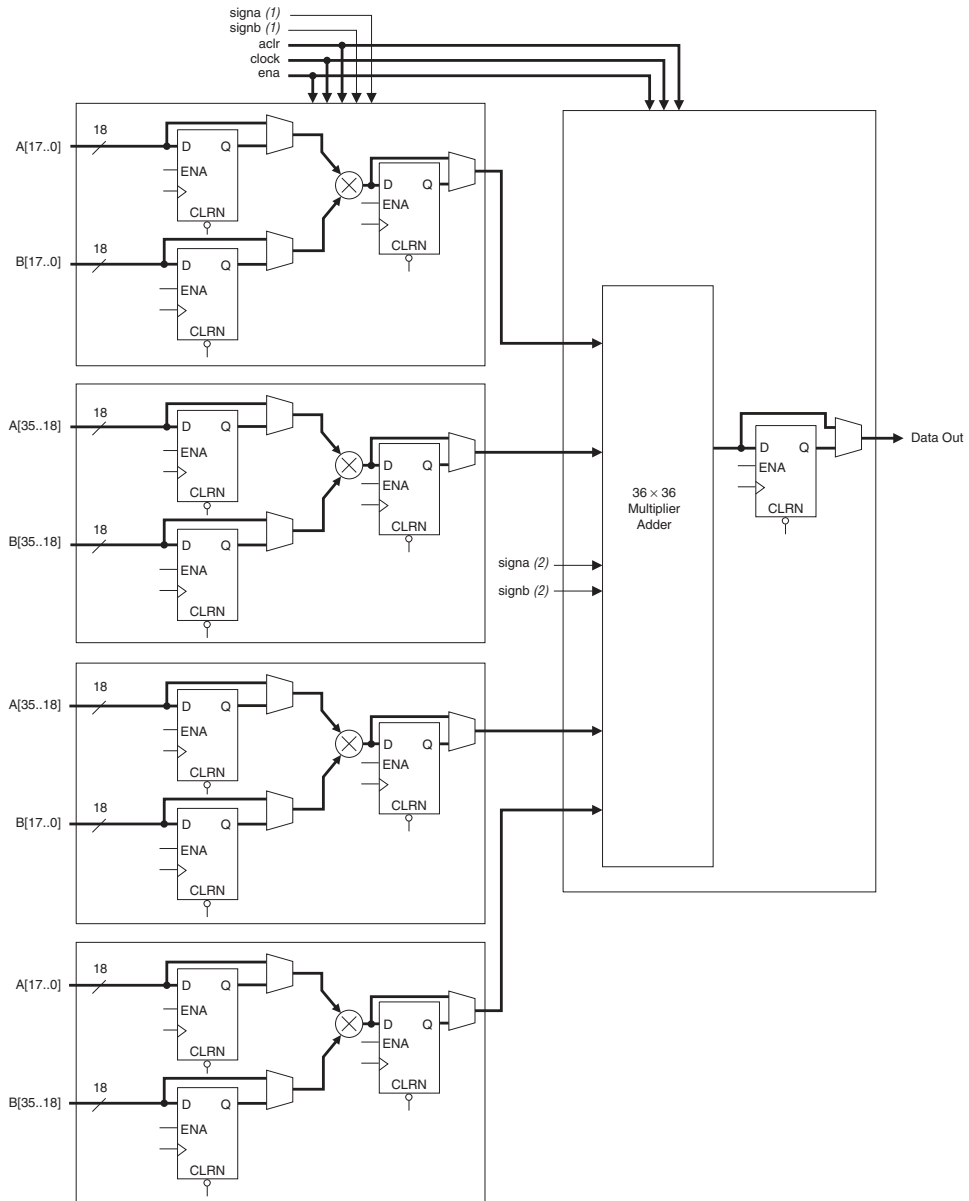 signa (1)
signb (1)
aclr
clock
ena
A[17..0]
18
D Q
ENA
CLRN
D Q
ENA
CLRN
B[17..0]
18
D Q
ENA
CLRN
A[35..18]
18
D Q
ENA
CLRN
D Q
ENA
CLRN
B[35..18]
18
D Q
ENA
CLRN
A[35..18]
18
D Q
ENA
CLRN
D Q
ENA
CLRN
B[17..0]
18
D Q
ENA
CLRN
A[17..0]
18
D Q
ENA
CLRN
D Q
ENA
CLRN
B[35..18]
18
D Q
ENA
CLRN
36 × 36
Multiplier
Adder
signa (2)
signb (2)
D Q
ENA
CLRN
Data Out